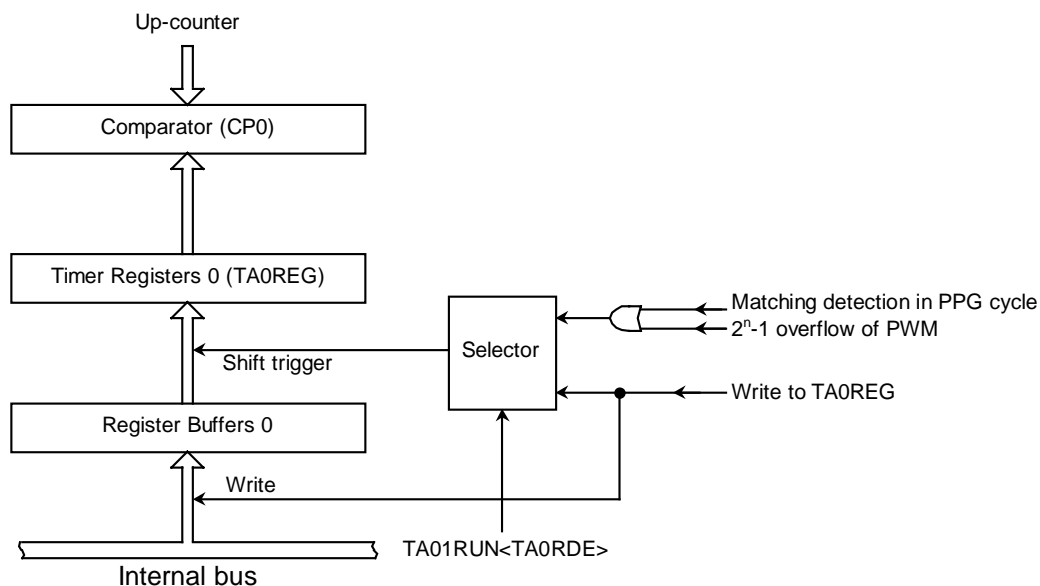 Up-counter
Comparator (CP0)
Timer Registers 0 (TA0REG)
Matching detection in PPG cycle
2ⁿ-1 overflow of PWM
Selector
Shift trigger
Write to TA0REG
Register Buffers 0
Write
TA01RUN<TA0RDE>
Internal bus